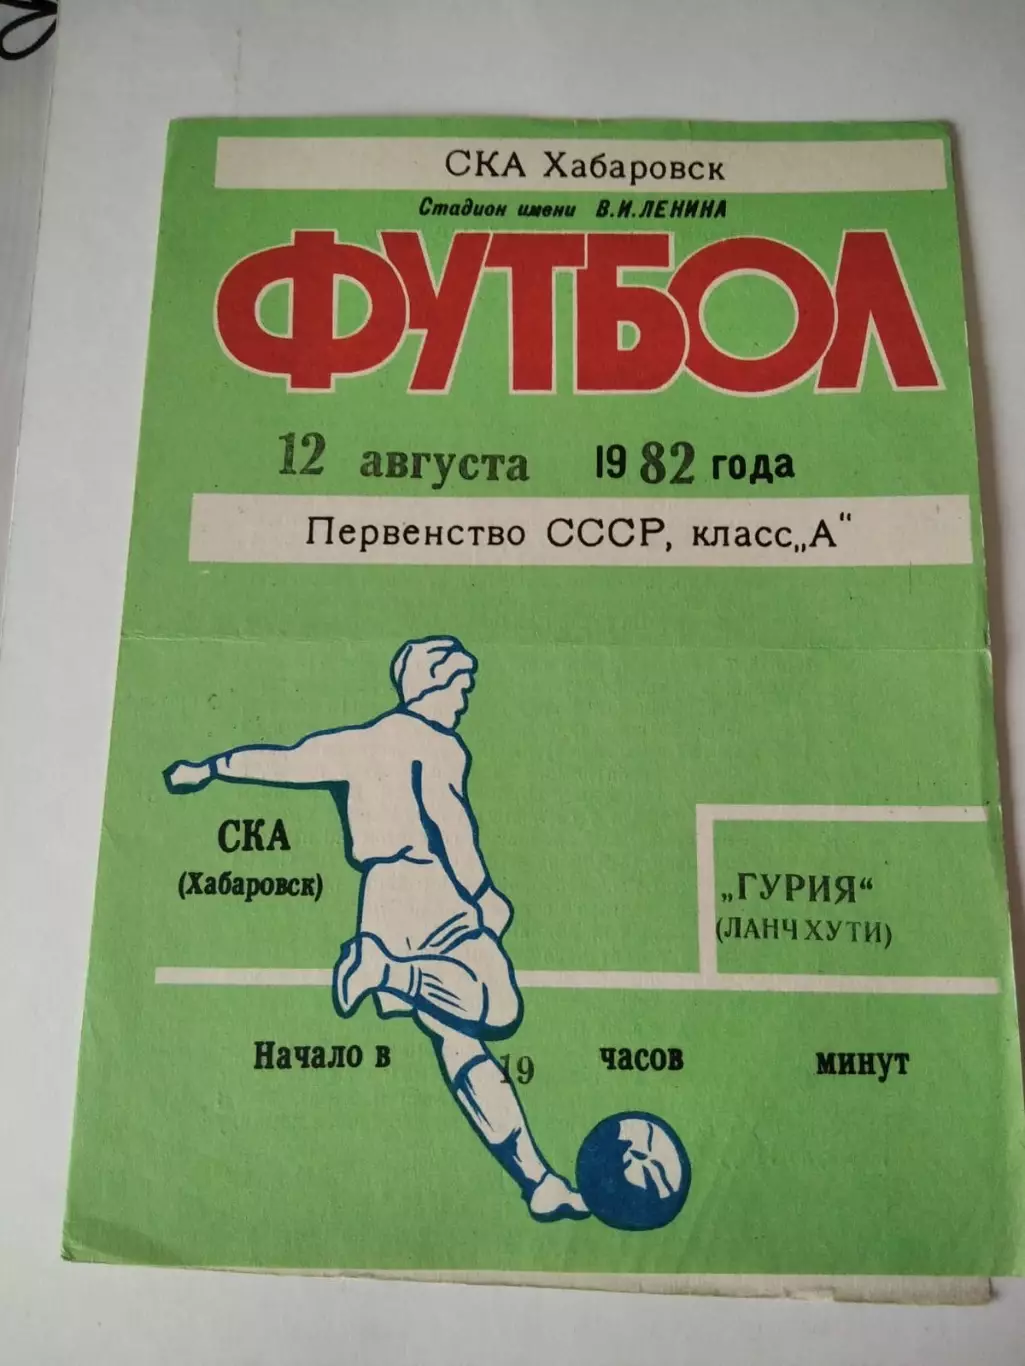 СКА Хабаровск
Стадион имени В.И.ЛЕНИНА
ФУТБОЛ
12 августа 1982 года
Первенство СССР, класс „А“
СКА
(Хабаровск)
„ГУРИЯ“
(ЛАНЧХУТИ)
Начало в 19 часов минут